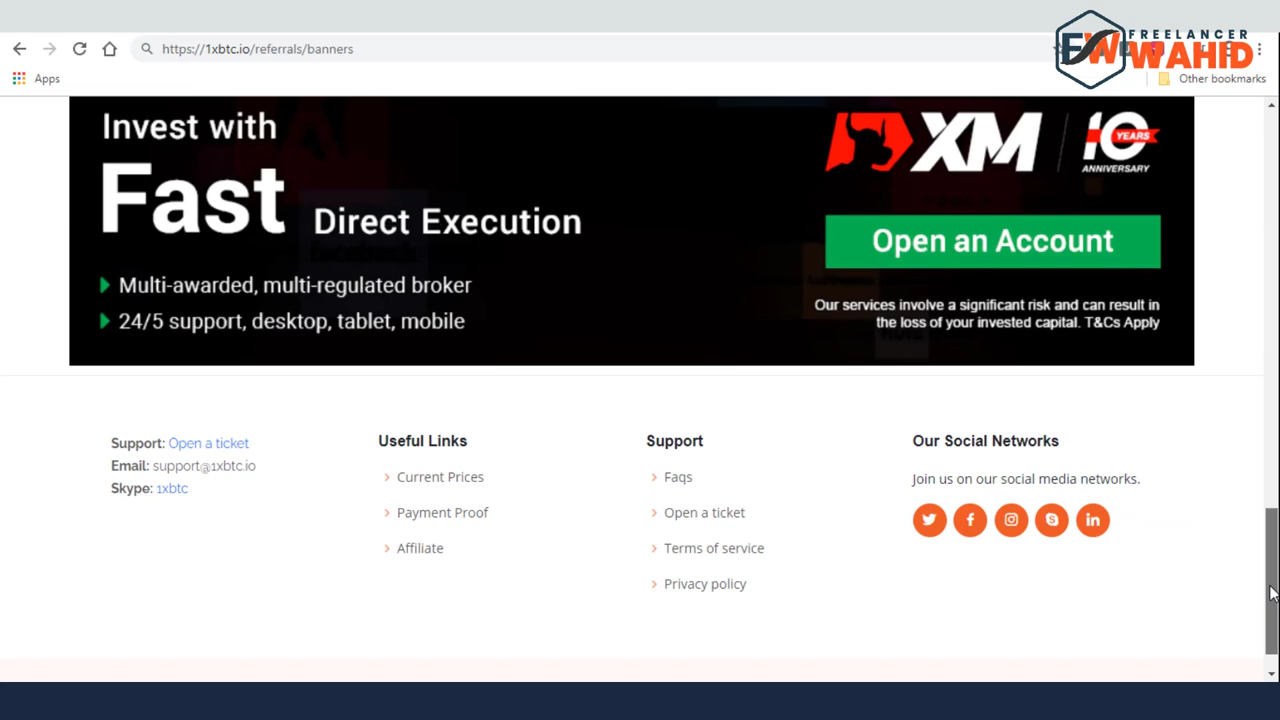 https://1xbtc.io/referrals/banners
FREELANCER
WAHID
Apps
Other bookmarks
Invest with
Fast Direct Execution
Multi-awarded, multi-regulated broker
24/5 support, desktop, tablet, mobile
XM
10
YEARS
ANNIVERSARY
Open an Account
Our services involve a significant risk and can result in
the loss of your invested capital. T&Cs Apply
Support: Open a ticket
Email: support@1xbtc.io
Skype: 1xbtc
Useful Links
Current Prices
Payment Proof
Affiliate
Support
Faqs
Open a ticket
Terms of service
Privacy policy
Our Social Networks
Join us on our social media networks.